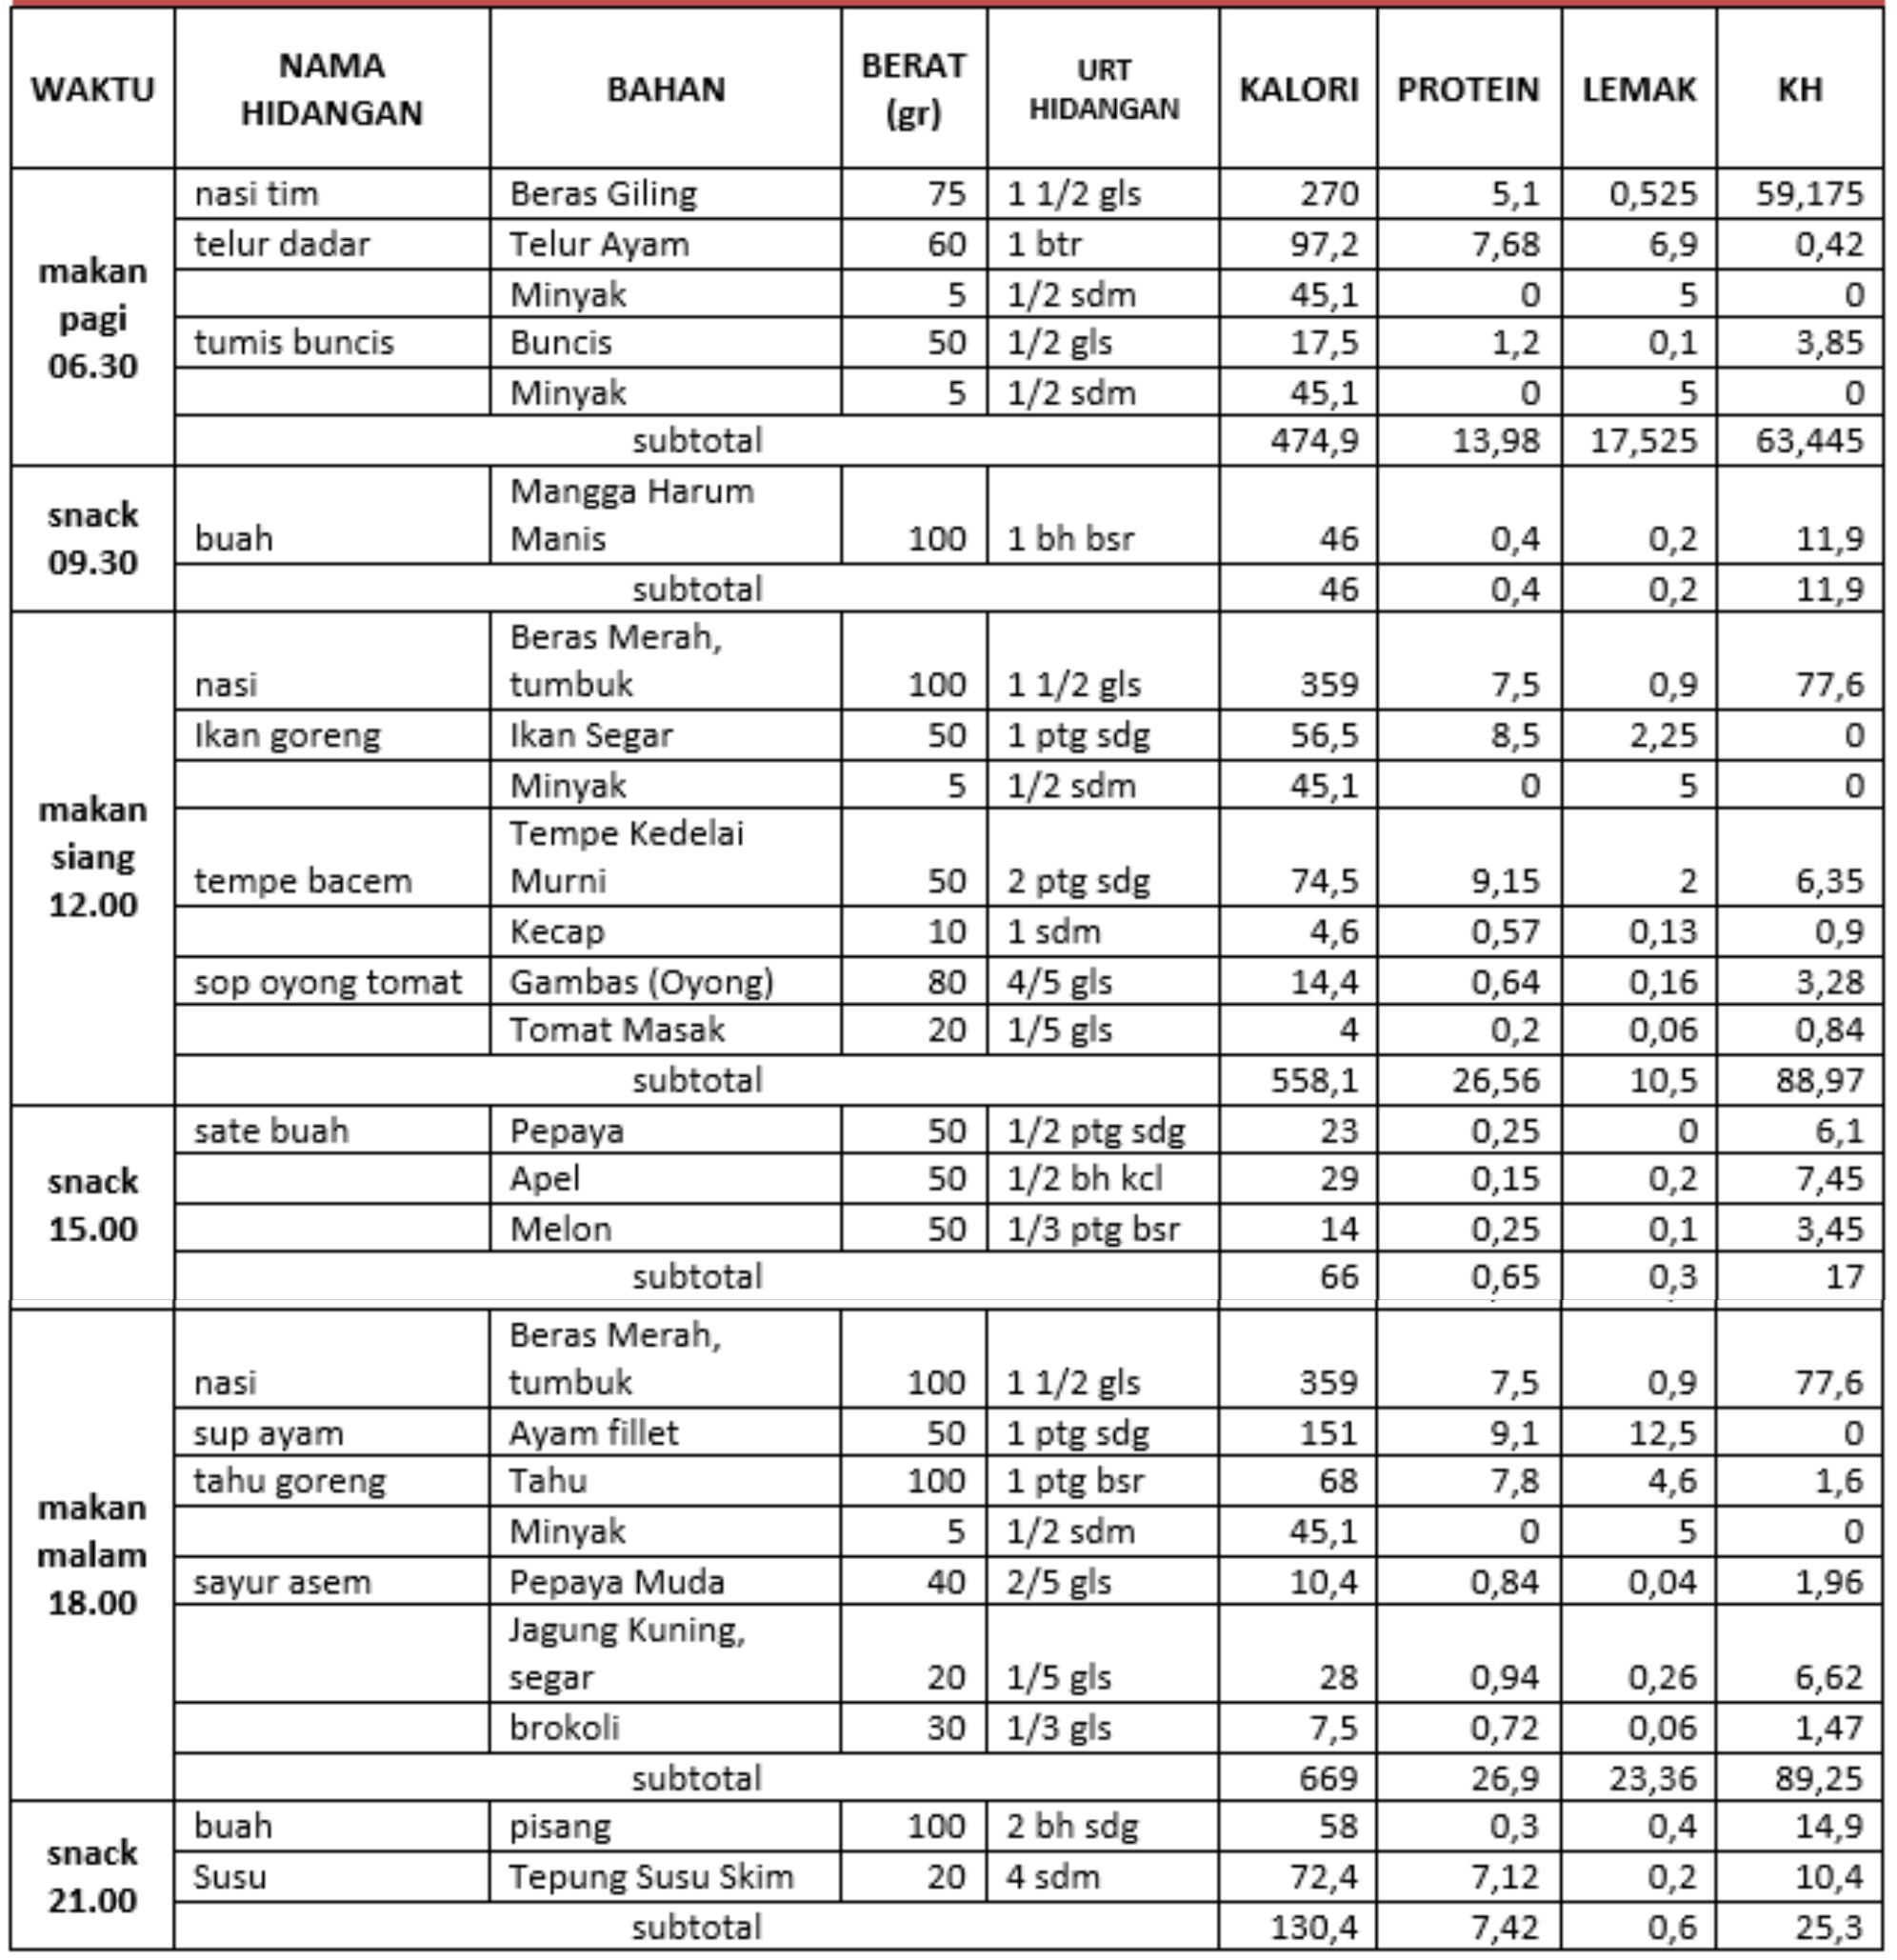 WAKTU NAMA HIDANGAN BAHAN BERAT (gr) URT HIDANGAN KALORI PROTEIN LEMAK KH
makan pagi 06.30
nasi tim Beras Giling 75 1 1/2 gls 270 5,1 0,525 59,175
telur dadar Telur Ayam 60 1 btr 97,2 7,68 6,9 0,42
Minyak 5 1/2 sdm 45,1 0 5 0
tumis buncis Buncis 50 1/2 gls 17,5 1,2 0,1 3,85
Minyak 5 1/2 sdm 45,1 0 5 0
subtotal 474,9 13,98 17,525 63,445
snack 09.30
buah Mangga Harum Manis 100 1 bh bsr 46 0,4 0,2 11,9
subtotal 46 0,4 0,2 11,9
makan siang 12.00
nasi Beras Merah, tumbuk 100 1 1/2 gls 359 7,5 0,9 77,6
Ikan goreng Ikan Segar 50 1 ptg sdg 56,5 8,5 2,25 0
Minyak 5 1/2 sdm 45,1 0 5 0
tempe bacem Tempe Kedelai Murni 50 2 ptg sdg 74,5 9,15 2 6,35
Kecap 10 1 sdm 4,6 0,57 0,13 0,9
sop oyong tomat Gambas (Oyong) 80 4/5 gls 14,4 0,64 0,16 3,28
Tomat Masak 20 1/5 gls 4 0,2 0,06 0,84
subtotal 558,1 26,56 10,5 88,97
snack 15.00
sate buah Pepaya 50 1/2 ptg sdg 23 0,25 0 6,1
Apel 50 1/2 bh kcl 29 0,15 0,2 7,45
Melon 50 1/3 ptg bsr 14 0,25 0,1 3,45
subtotal 66 0,65 0,3 17
makan malam 18.00
nasi Beras Merah, tumbuk 100 1 1/2 gls 359 7,5 0,9 77,6
sup ayam Ayam fillet 50 1 ptg sdg 151 9,1 12,5 0
tahu goreng Tahu 100 1 ptg bsr 68 7,8 4,6 1,6
Minyak 5 1/2 sdm 45,1 0 5 0
sayur asem Pepaya Muda 40 2/5 gls 10,4 0,84 0,04 1,96
Jagung Kuning, segar 20 1/5 gls 28 0,94 0,26 6,62
brokoli 30 1/3 gls 7,5 0,72 0,06 1,47
subtotal 669 26,9 23,36 89,25
snack 21.00
buah pisang 100 2 bh sdg 58 0,3 0,4 14,9
Susu Tepung Susu Skim 20 4 sdm 72,4 7,12 0,2 10,4
subtotal 130,4 7,42 0,6 25,3